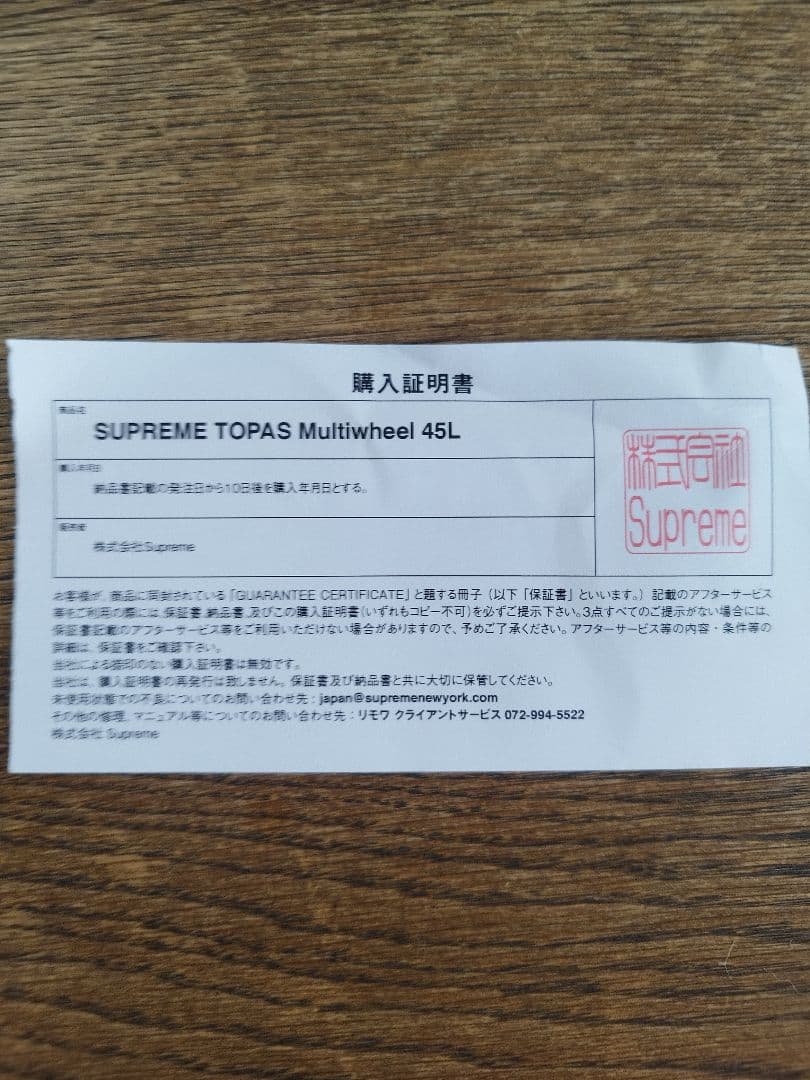 購入証明書
商品名
SUPREME TOPAS Multiwheel 45L
購入年月日
納品書記載の発注日から10日後を購入年月日とする。
販売者
株式会社Supreme
株式会社
Supreme
お客様が、商品に同封されている「GUARANTEE CERTIFICATE」と題する冊子(以下「保証書」といいます。)記載のアフターサービス
等をご利用の際には、保証書、納品書、及びこの購入証明書(いずれもコピー不可)を必ずご提示下さい。3点すべてのご提示がない場合には、
保証書記載のアフターサービス等をご利用いただけない場合がありますので、予めご了承ください。アフターサービス等の内容・条件等の
詳細は、保証書をご確認下さい。
当社による捺印のない購入証明書は無効です。
当社は、購入証明書の再発行は致しません。保証書及び納品書と共に大切に保管してください。
未使用状態での不良についてのお問い合わせ先:japan@supremenewyork.com
その他の修理、マニュアル等についてのお問い合わせ先:リモワ クライアントサービス 072-994-5522
株式会社 Supreme